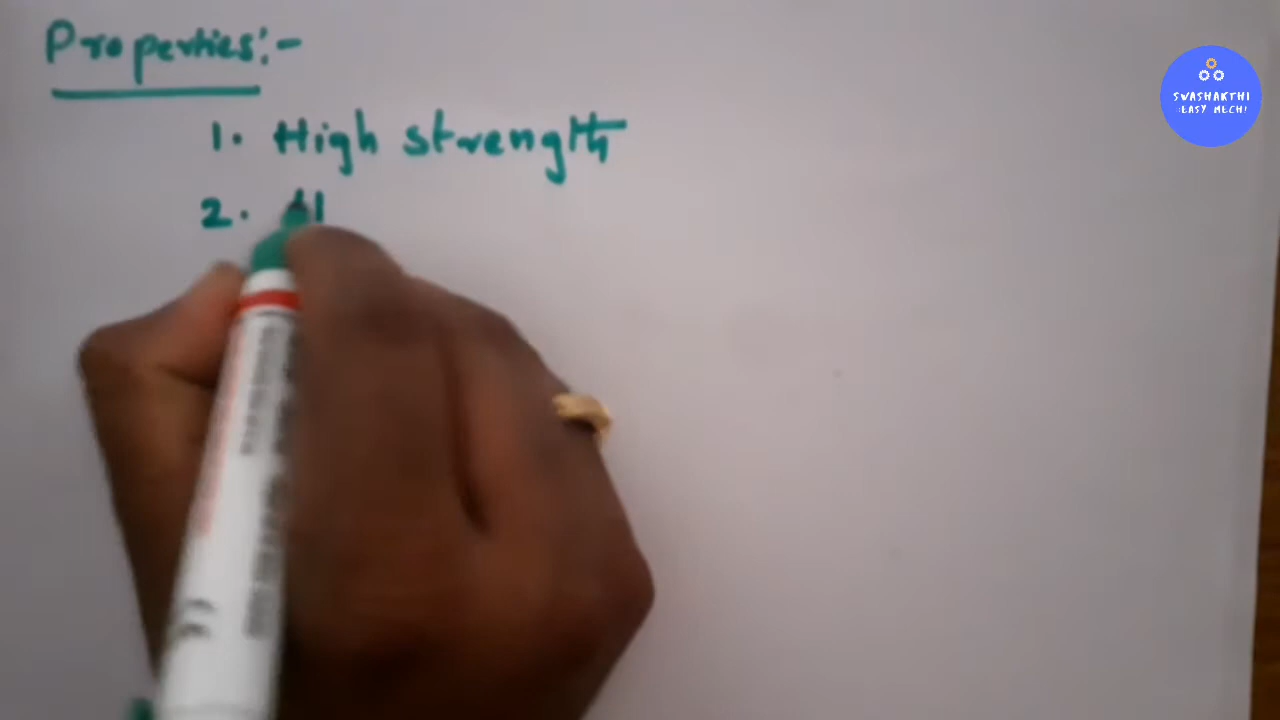 Properties:-
1. High strength
2. H
SWASHAKTHI
(EASY MECH)